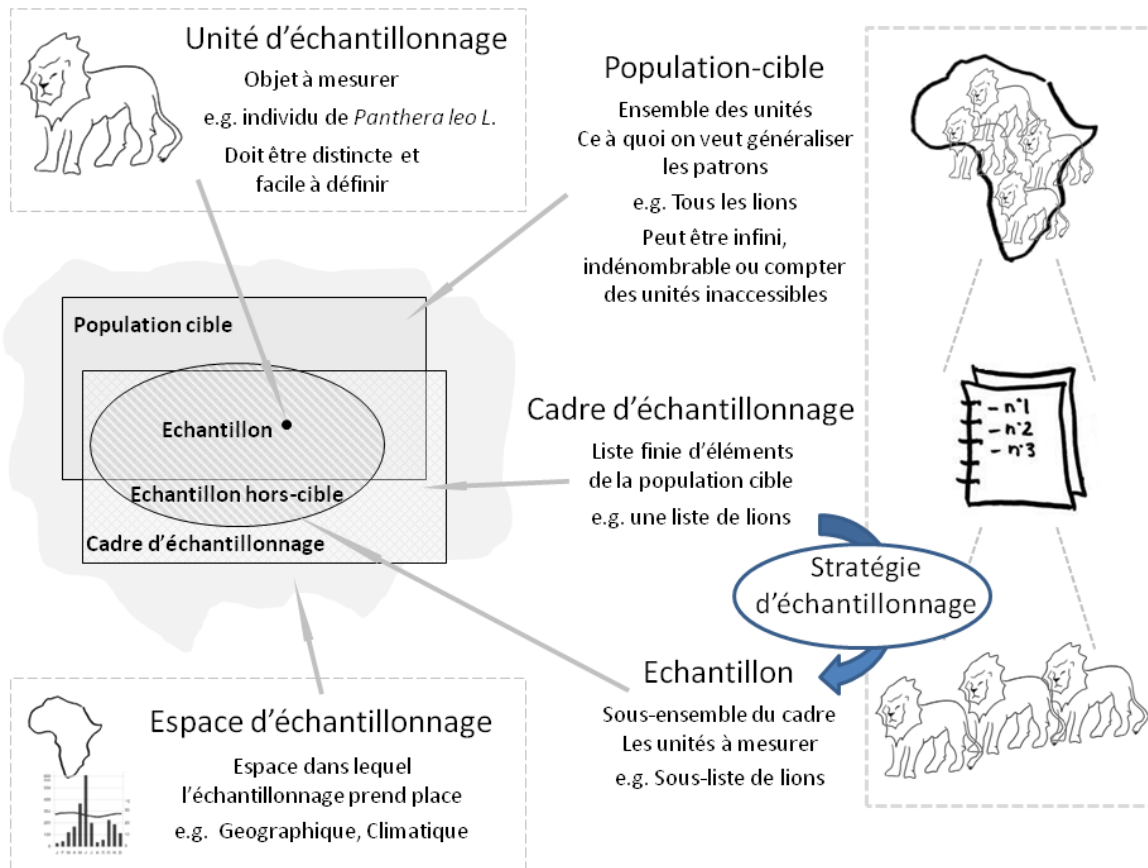 Unité d'échantillonnage
Objet à mesurer
e.g. individu de Panthera leo L.
Doit être distincte et
facile à définir
Population-cible
Ensemble des unités
Ce à quoi on veut généraliser
les patrons
e.g. Tous les lions
Peut être infini,
indénombrable ou compter
des unités inaccessibles
Population cible
Echantillon
Echantillon hors-cible
Cadre d'échantillonnage
Cadre d'échantillonnage
Liste finie d'éléments
de la population cible
e.g. une liste de lions
- n°1
- n°2
- n°3
Stratégie
d'échantillonnage
Echantillon
Sous-ensemble du cadre
Les unités à mesurer
e.g. Sous-liste de lions
Espace d'échantillonnage
Espace dans lequel
l'échantillonnage prend place
e.g. Geographique, Climatique